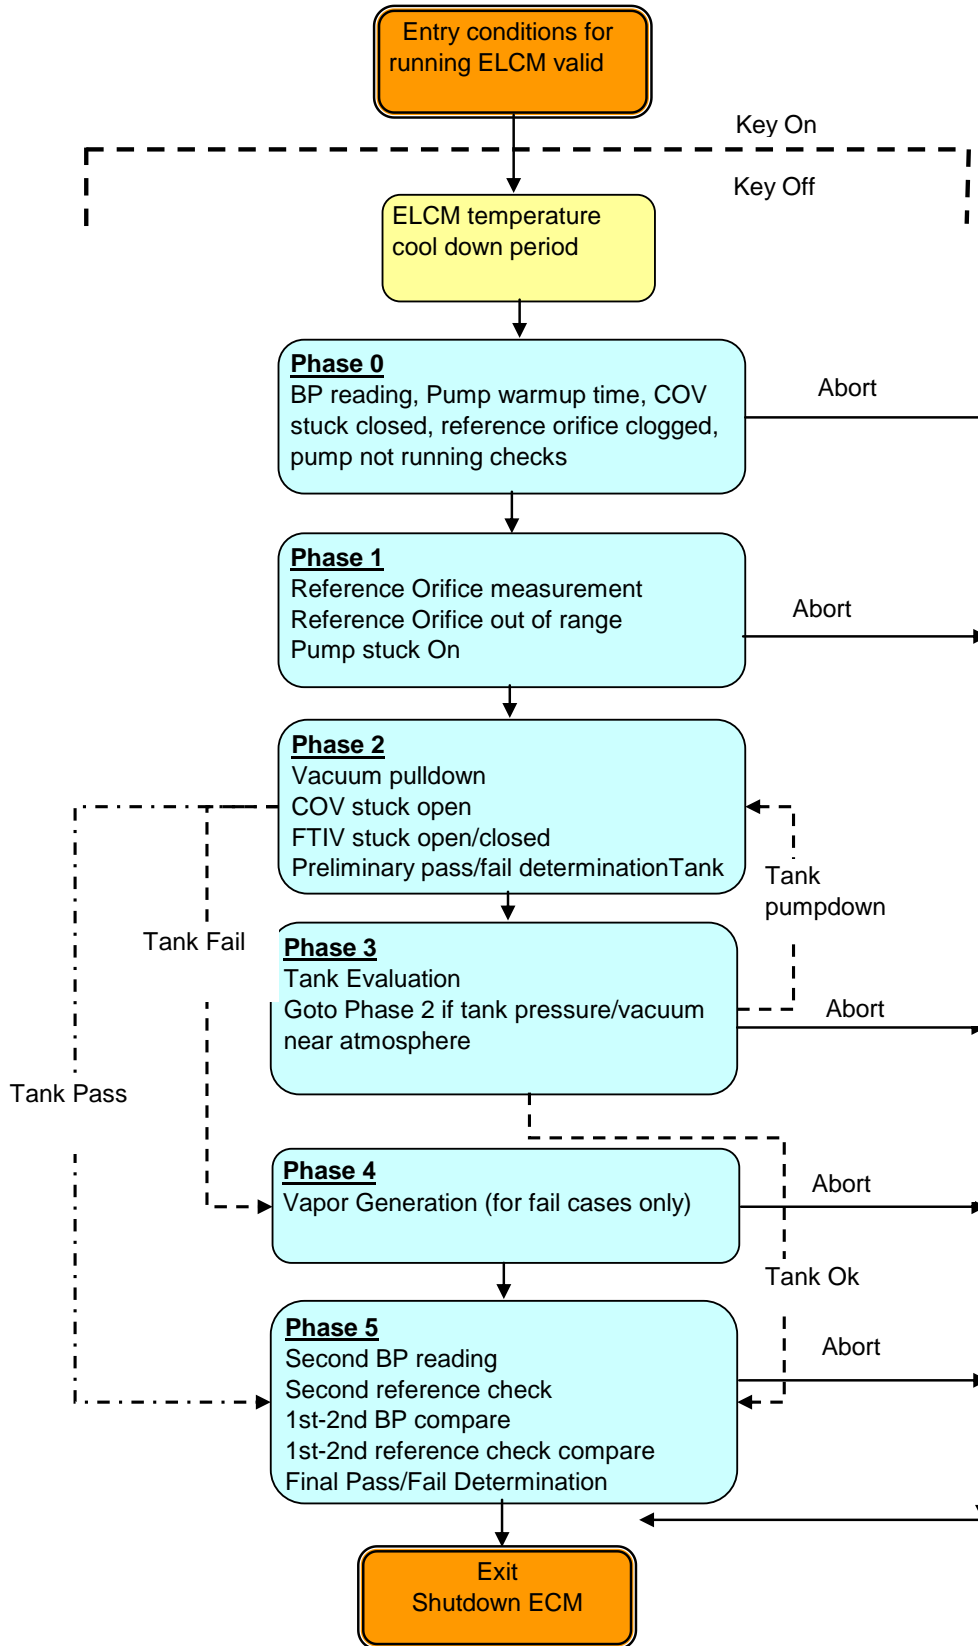 Entry conditions for
running ELCM valid
Key On
Key Off
ELCM temperature
cool down period
Phase 0
BP reading, Pump warmup time, COV
stuck closed, reference orifice clogged,
pump not running checks
Abort
Phase 1
Reference Orifice measurement
Reference Orifice out of range
Pump stuck On
Abort
Phase 2
Vacuum pulldown
COV stuck open
FTIV stuck open/closed
Preliminary pass/fail determinationTank
Tank
pumpdown
Tank Fail
Phase 3
Tank Evaluation
Goto Phase 2 if tank pressure/vacuum
near atmosphere
Abort
Tank Pass
Phase 4
Vapor Generation (for fail cases only)
Abort
Tank Ok
Phase 5
Second BP reading
Second reference check
1st-2nd BP compare
1st-2nd reference check compare
Final Pass/Fail Determination
Abort
Exit
Shutdown ECM